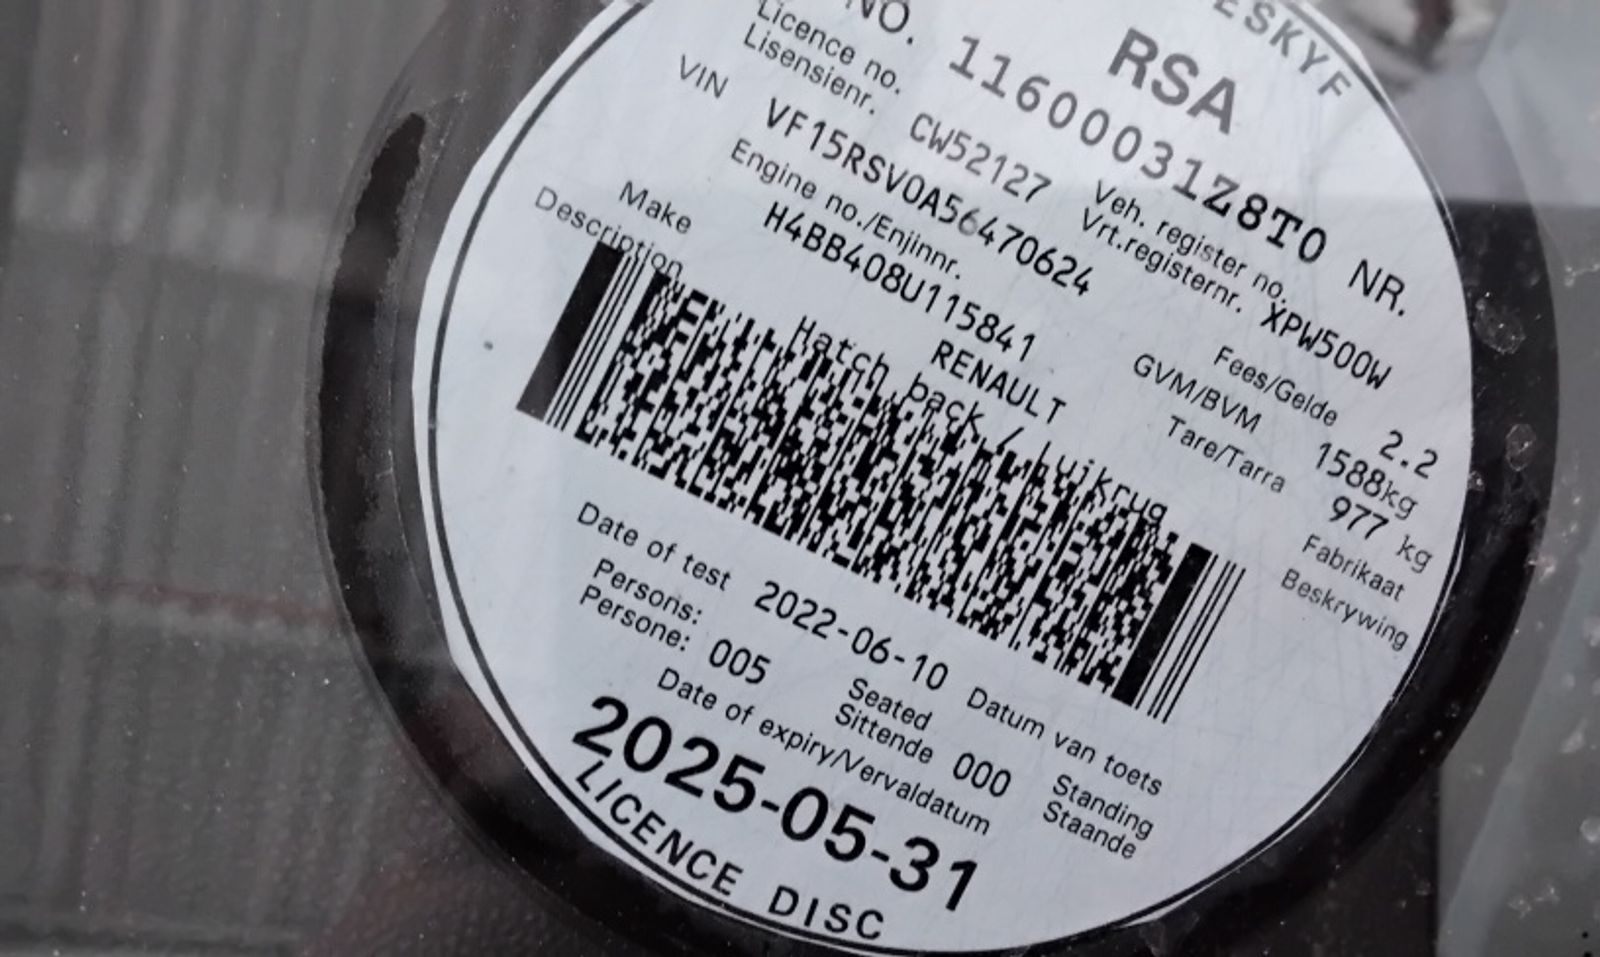 ESKYF
RSA
NO. 11600031Z8T0 NR.
Licence no. CW52127 Veh. register no. XPW500W
Lisensienr. Vrt.registernr.
VIN VF15RSV0A56470624 Fees/Gelde 2.2
Engine no./Enjinnr. GVM/BVM 1588kg
H4BB408U115841 Tare/Tarra 977 kg
Make RENAULT Fabrikaat
Description Hatch back / Luikrug Beskrywing
Date of test 2022-06-10 Datum van toets
Persons: 005 Seated 000 Standing
Persone: Sittende Staande
Date of expiry/Vervaldatum
2025-05-31
LICENCE DISC